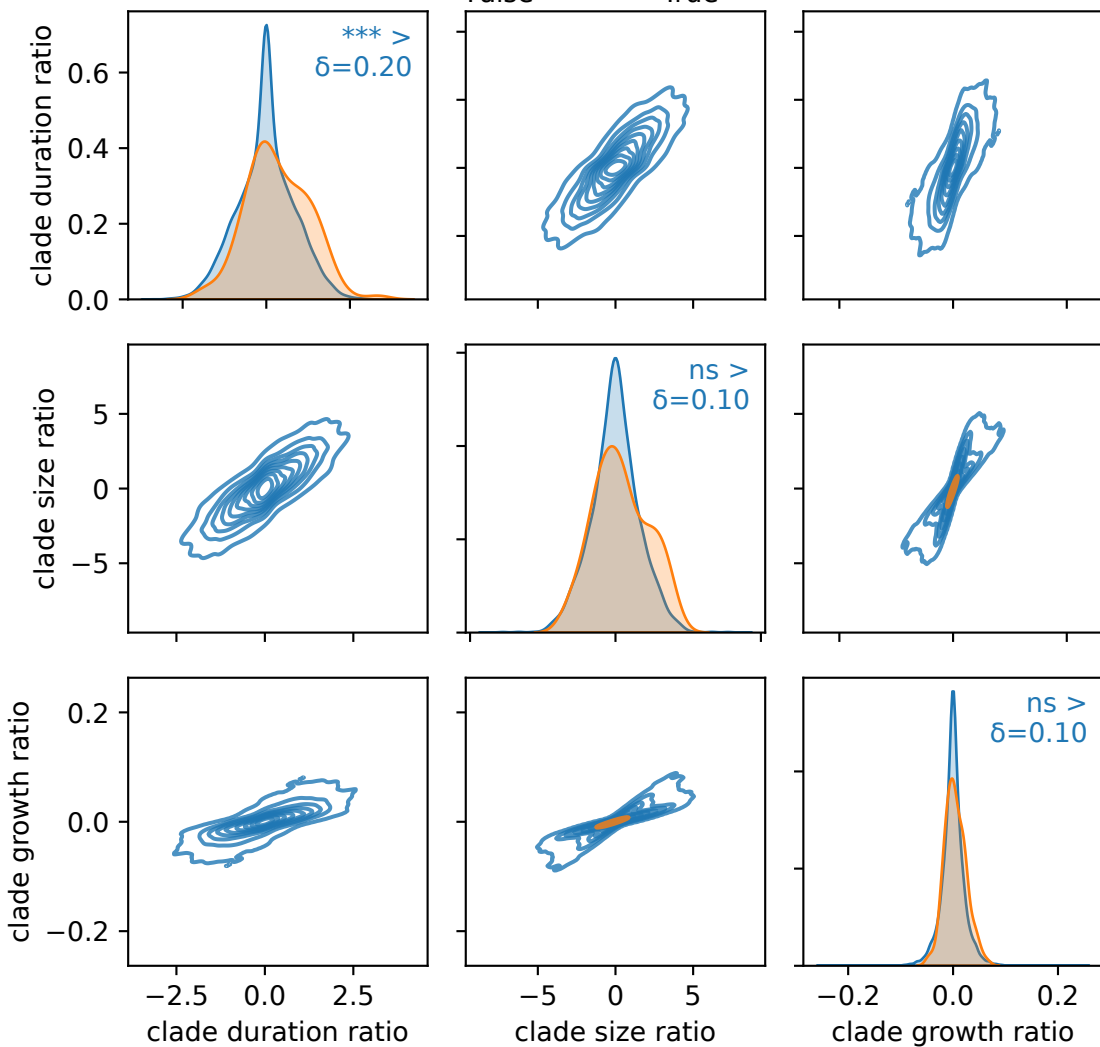 True
clade duration ratio
0.6
0.4
0.2
0.0
*** >
δ=0.20
clade size ratio
5
0
−5
ns >
δ=0.10
clade growth ratio
0.2
0.0
−0.2
ns >
δ=0.10
−2.5 0.0 2.5
−5 0 5
−0.2 0.0 0.2
clade duration ratio
clade size ratio
clade growth ratio